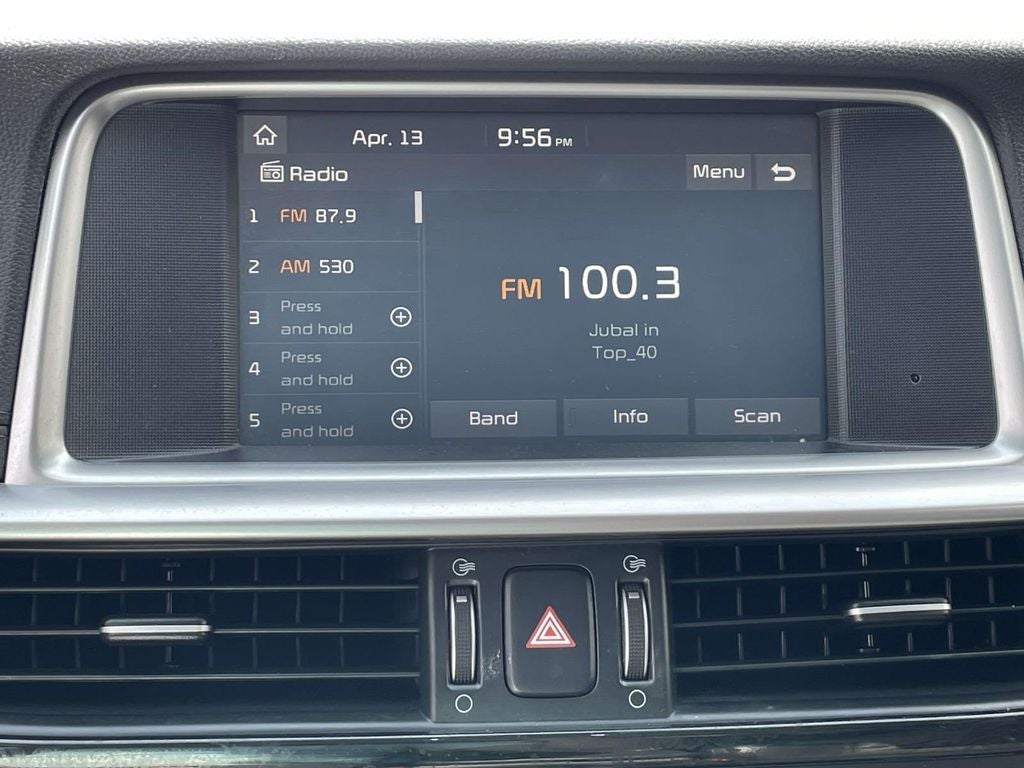 Apr. 13 9:56 PM
Radio Menu
1 FM 87.9
2 AM 530
3 Press
and hold
4 Press
and hold
5 Press
and hold
FM 100.3
Jubal in
Top_40
Band Info Scan